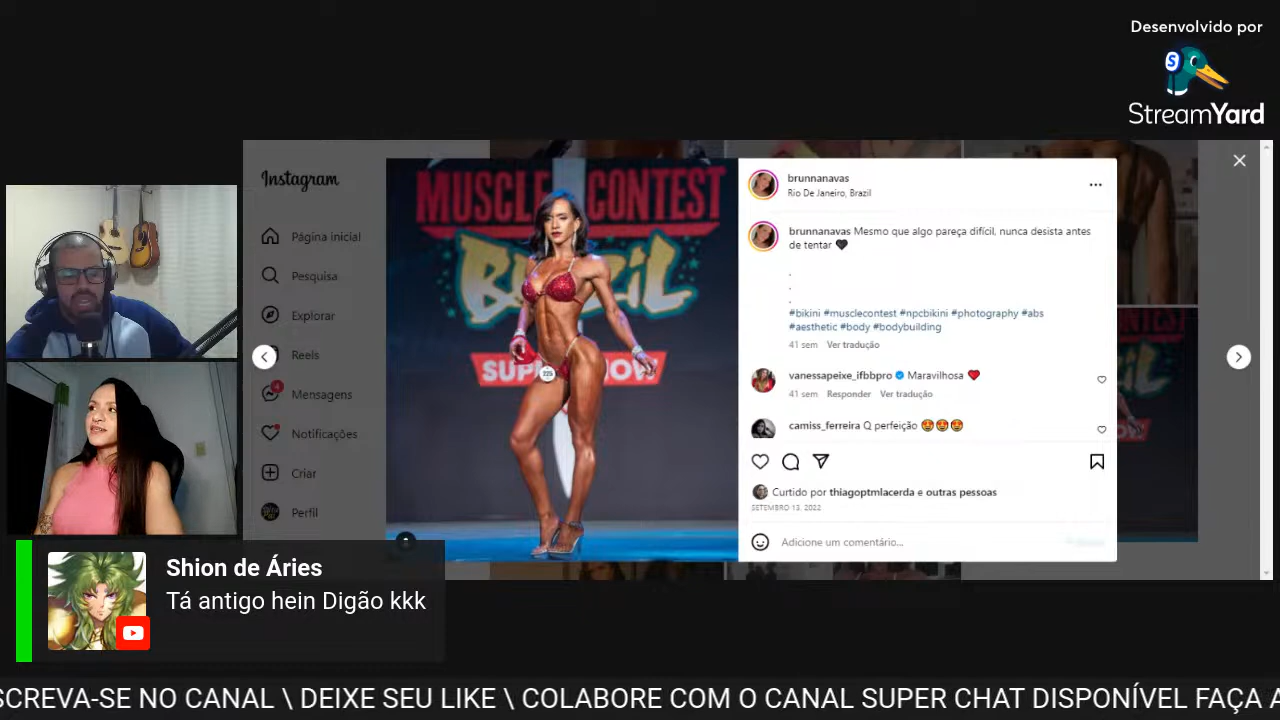 Desenvolvido por
S
StreamYard
Instagram
Página inicial
Pesquisa
Explorar
Reels
4
Mensagens
Notificações
Criar
Perfil
MUSCLE CONTEST
225
brunnanavas
Rio De Janeiro, Brazil
brunnanavas Mesmo que algo pareça difícil, nunca desista antes
de tentar 🖤
.
.
.
#bikini #musclecontest #npcbikini #photography #abs
#aesthetic #body #bodybuilding
41 sem Ver tradução
vanessapeixe_ifbbpro Maravilhosa ❤️
41 sem Responder Ver tradução
camiss_ferreira Q perfeição 😍😍😍
Curtido por thiagoptmlacerda e outras pessoas
SETEMBRO 13, 2022
Adicione um comentário...
Shion de Áries
Tá antigo hein Digão kkk
SCREVA-SE NO CANAL \ DEIXE SEU LIKE \ COLABORE COM O CANAL SUPER CHAT DISPONÍVEL FAÇA A